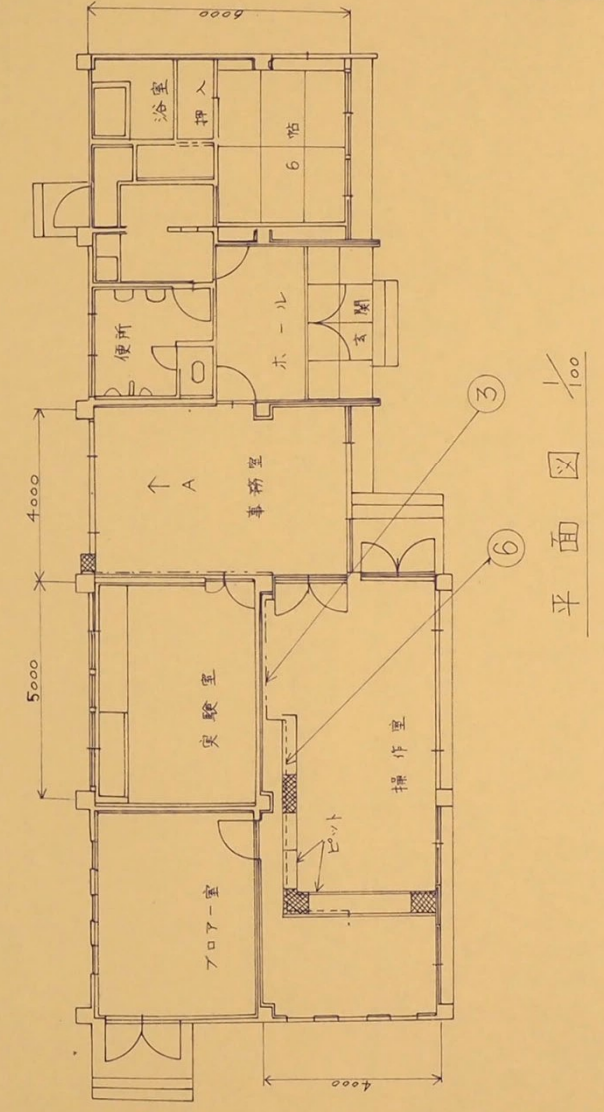 6000
浴室
押入
6 帖
便所
ホール
玄関
4000
↑ A
事務室
5000
実験室
操作室
ピット
ブロアー室
4000
③
⑥
平面図 1/100